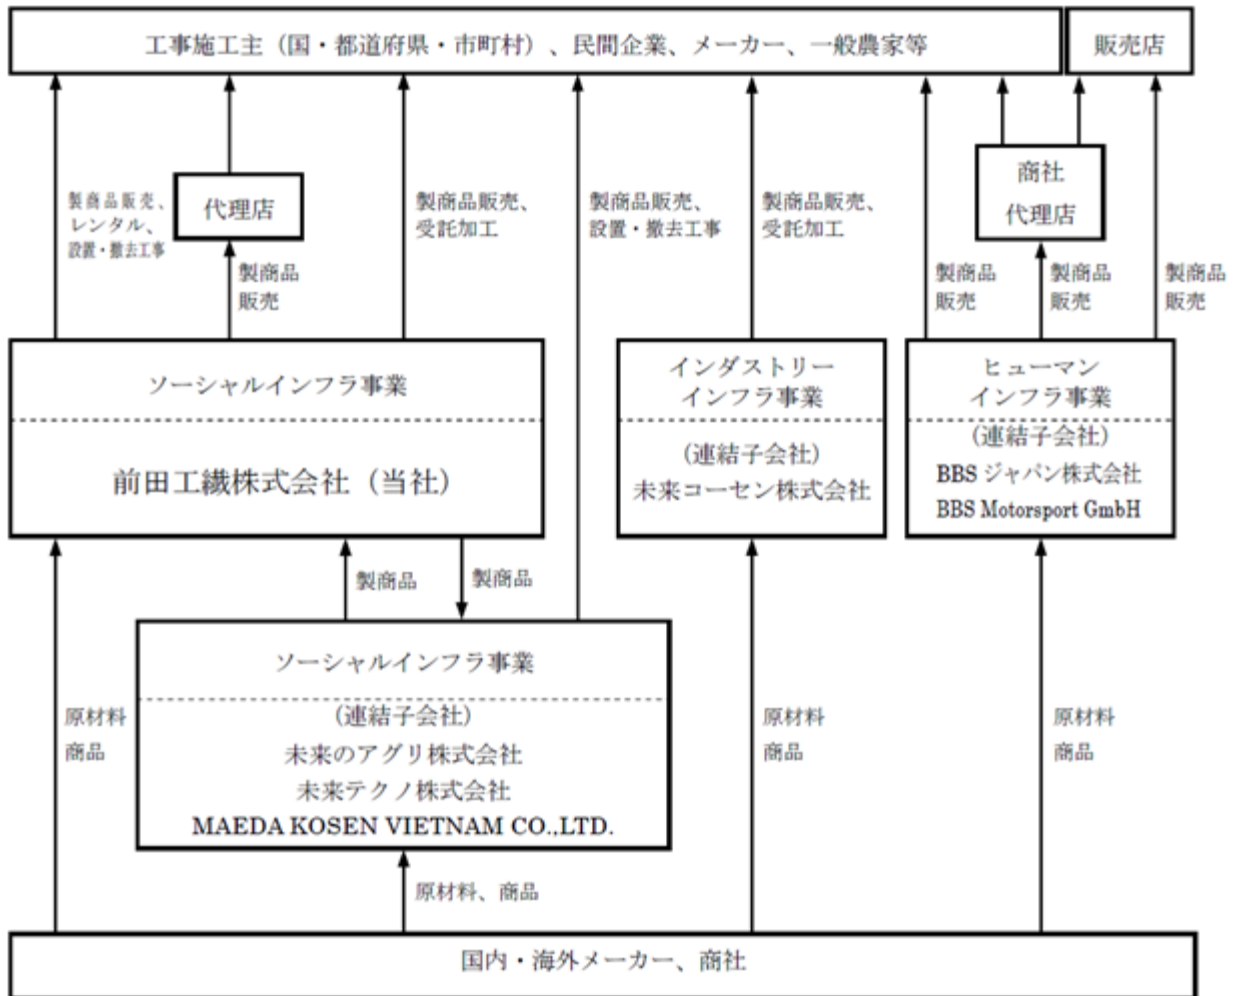 工事施工主（国・都道府県・市町村）、民間企業、メーカー、一般農家等
販売店
製商品販売、
レンタル、
設置・撤去工事
代理店
製商品
販売
製商品販売、
受託加工
製商品販売、
設置・撤去工事
製商品販売、
受託加工
商社
代理店
製商品
販売
製商品
販売
製商品
販売
ソーシャルインフラ事業
前田工繊株式会社（当社）
インダストリー
インフラ事業
（連結子会社）
未来コーセン株式会社
ヒューマン
インフラ事業
（連結子会社）
BBS ジャパン株式会社
BBS Motorsport GmbH
製商品
製商品
ソーシャルインフラ事業
（連結子会社）
未来のアグリ株式会社
未来テクノ株式会社
MAEDA KOSEN VIETNAM CO.,LTD.
原材料
商品
原材料、商品
原材料
商品
原材料
商品
国内・海外メーカー、商社